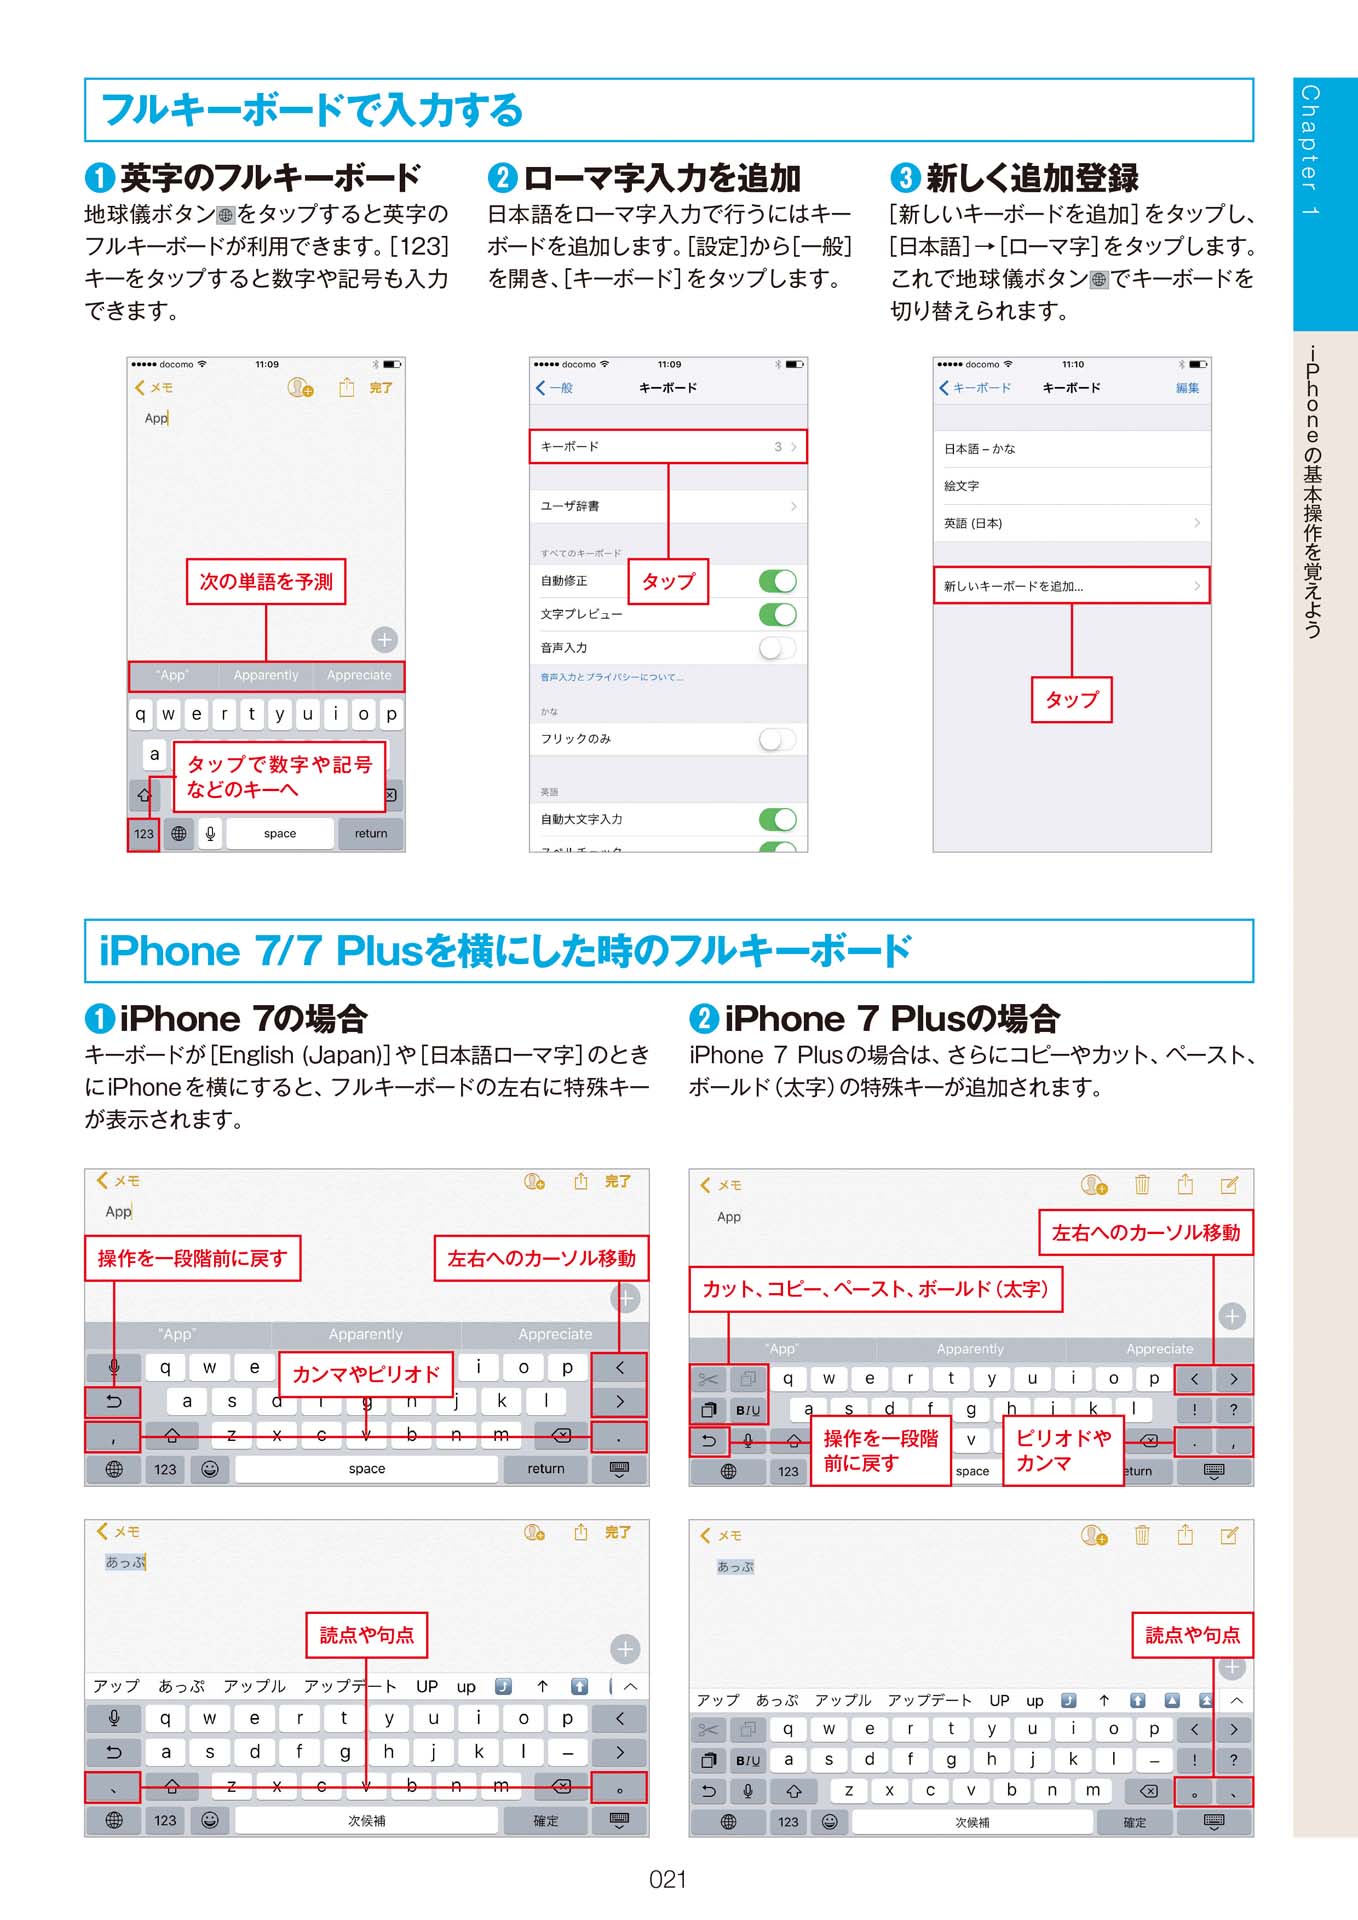 フルキーボードで入力する
❶英字のフルキーボード
地球儀ボタンをタップすると英字の
フルキーボードが利用できます。[123]
キーをタップすると数字や記号も入力
できます。
❷ローマ字入力を追加
日本語をローマ字入力で行うにはキー
ボードを追加します。[設定]から[一般]
を開き、[キーボード]をタップします。
❸新しく追加登録
[新しいキーボードを追加]をタップし、
[日本語]→[ローマ字]をタップします。
これで地球儀ボタンでキーボードを
切り替えられます。
docomo 11:09
メモ 完了
App
次の単語を予測
"App" Apparently Appreciate
q w e r t y u i o p
a
タップで数字や記号
などのキーへ
123 space return
docomo 11:09
一般 キーボード
キーボード 3
ユーザ辞書
すべてのキーボード
タップ
自動修正
文字プレビュー
音声入力
音声入力とプライバシーについて...
かな
フリックのみ
英語
自動大文字入力
スペルチェック
docomo 11:10
キーボード キーボード 編集
日本語 – かな
絵文字
英語 (日本)
新しいキーボードを追加...
タップ
iPhone 7/7 Plusを横にした時のフルキーボード
❶iPhone 7の場合
キーボードが[English (Japan)]や[日本語ローマ字]のとき
にiPhoneを横にすると、フルキーボードの左右に特殊キー
が表示されます。
❷iPhone 7 Plusの場合
iPhone 7 Plusの場合は、さらにコピーやカット、ペースト、
ボールド(太字)の特殊キーが追加されます。
メモ 完了
App
操作を一段階前に戻す
左右へのカーソル移動
"App" Apparently Appreciate
q w e i o p <
カンマやピリオド
a s d f g h j k l >
, z x c v b n m .
123 space return
メモ
App
左右へのカーソル移動
カット、コピー、ペースト、ボールド(太字)
"App" Apparently Appreciate
q w e r t y u i o p < >
B I U a s d f g h j k l ! ?
操作を一段階
前に戻す
v
ピリオドや
カンマ
. ,
123 space eturn
メモ 完了
あっぷ
読点や句点
アップ あっぷ アップル アップデート UP up ↑
q w e r t y u i o p <
a s d f g h j k l – >
、 z x c v b n m 。
123 次候補 確定
メモ
あっぷ
読点や句点
アップ あっぷ アップル アップデート UP up ↑
q w e r t y u i o p < >
B I U a s d f g h j k l – ! ?
z x c v b n m 。 、
123 次候補 確定
Chapter 1
iPhoneの基本操作を覚えよう
021